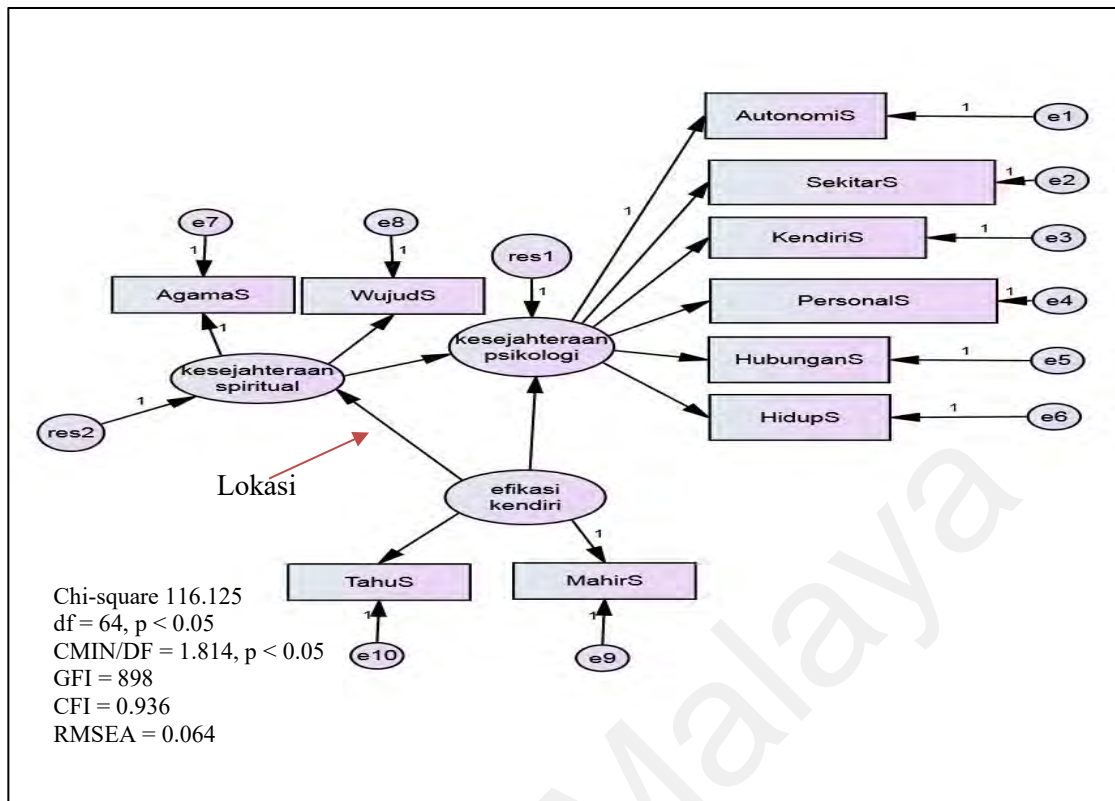 AutonomiS
1
e1
SekitarS
1
e2
1
KendiriS
1
e3
PersonalS
1
e4
HubunganS
1
e5
HidupS
1
e6
e7
1
AgamaS
1
e8
1
WujudS
res1
1
kesejahteraan
psikologi
kesejahteraan
spiritual
1
res2
Lokasi
efikasi
kendiri
1
TahuS
MahirS
1
e10
1
e9
Chi-square 116.125
df = 64, p < 0.05
CMIN/DF = 1.814, p < 0.05
GFI = 898
CFI = 0.936
RMSEA = 0.064
Malaya